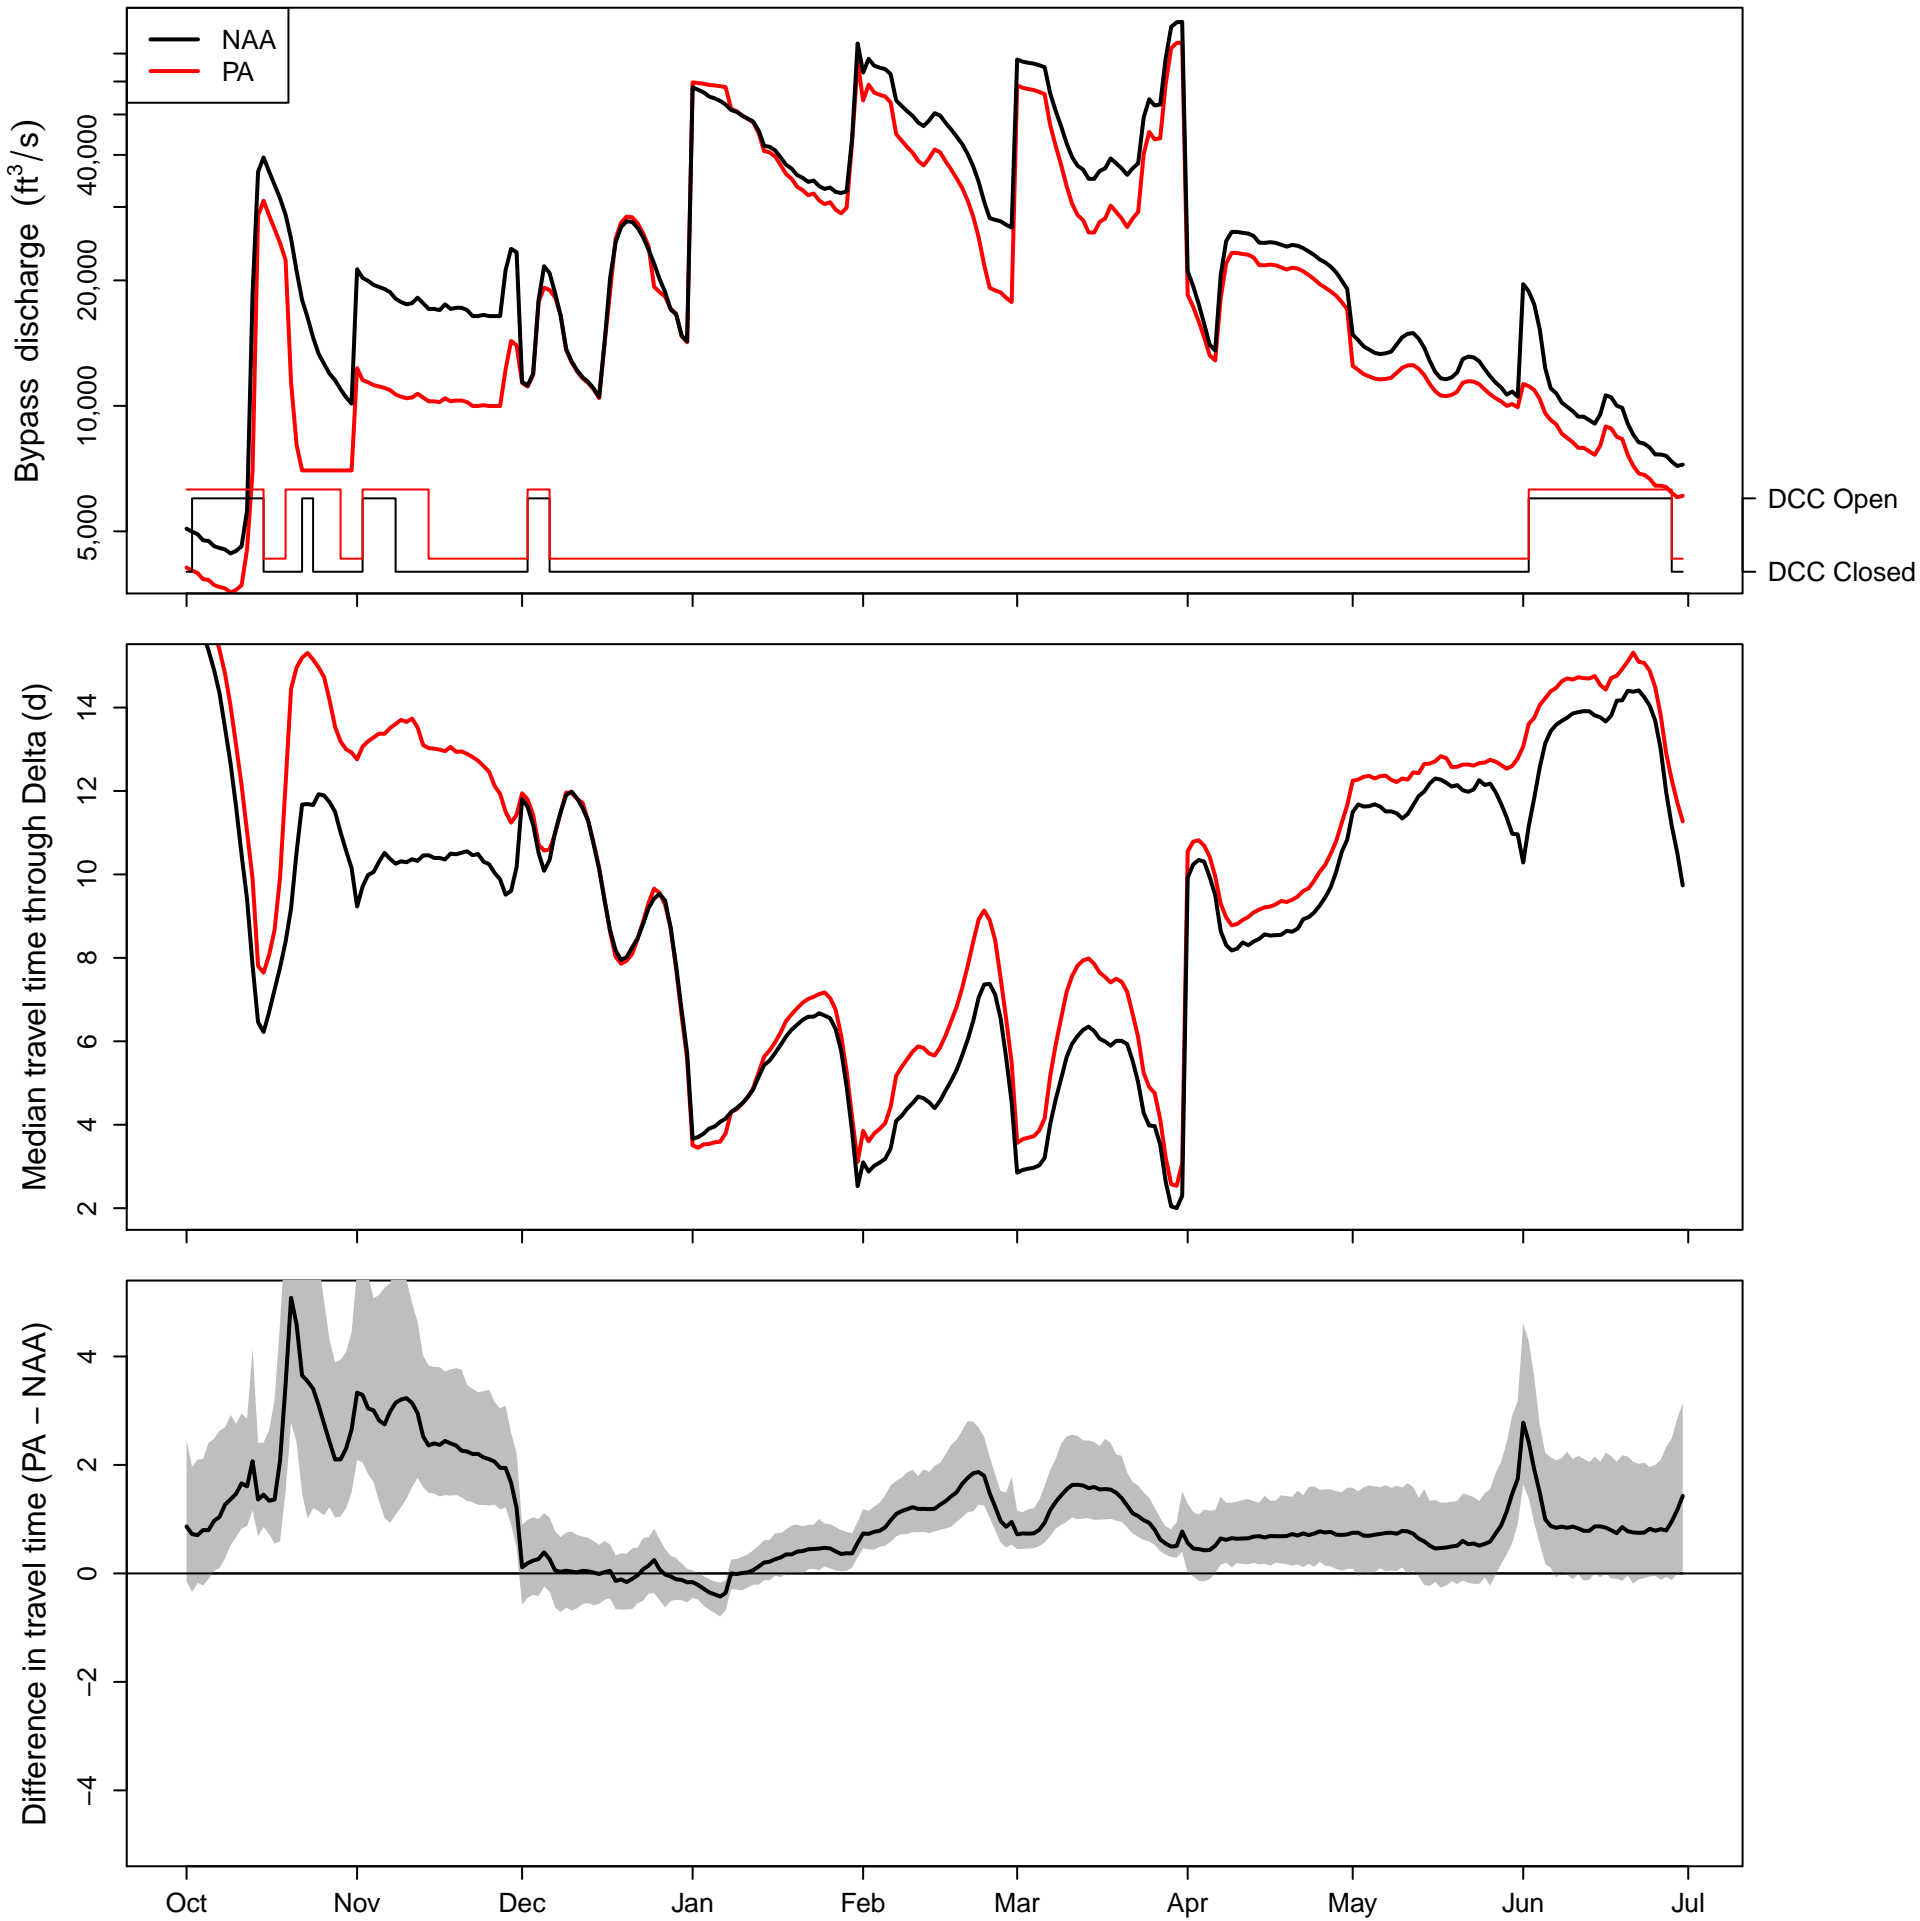 NAA
PA
Bypass discharge (ft³/s)
40,000
20,000
10,000
5,000
DCC Open
DCC Closed
Median travel time through Delta (d)
14
12
10
8
6
4
2
Difference in travel time (PA − NAA)
4
2
0
−2
−4
Oct
Nov
Dec
Jan
Feb
Mar
Apr
May
Jun
Jul